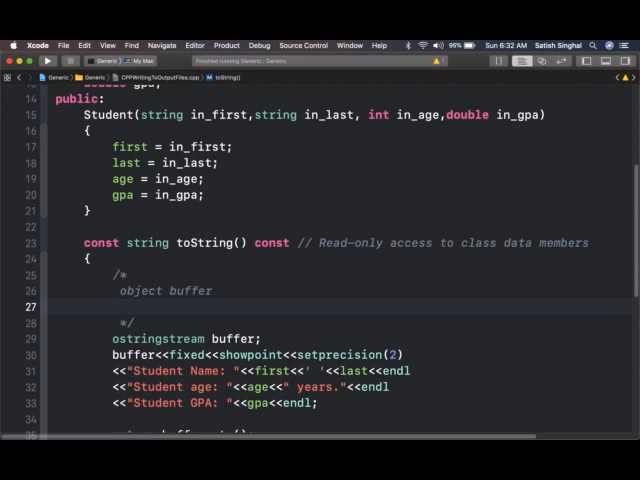 Xcode File Edit View Find Navigate Editor Product Debug Source Control Window Help 95% Sun 6:32 AM Satish Singhal
Generic My Mac Finished running Generic : Generic 1
Generic Generic CPPWritingToOutputFiles.cpp M toString()
double gpa;
14 public:
15 Student(string in_first,string in_last, int in_age,double in_gpa)
16 {
17 first = in_first;
18 last = in_last;
19 age = in_age;
20 gpa = in_gpa;
21 }
22
23 const string toString() const // Read-only access to class data members
24 {
25 /*
26 object buffer
27
28 */
29 ostringstream buffer;
30 buffer<<fixed<<showpoint<<setprecision(2)
31 <<"Student Name: "<<first<<' '<<last<<endl
32 <<"Student age: "<<age<<" years."<<endl
33 <<"Student GPA: "<<gpa<<endl;
34
35